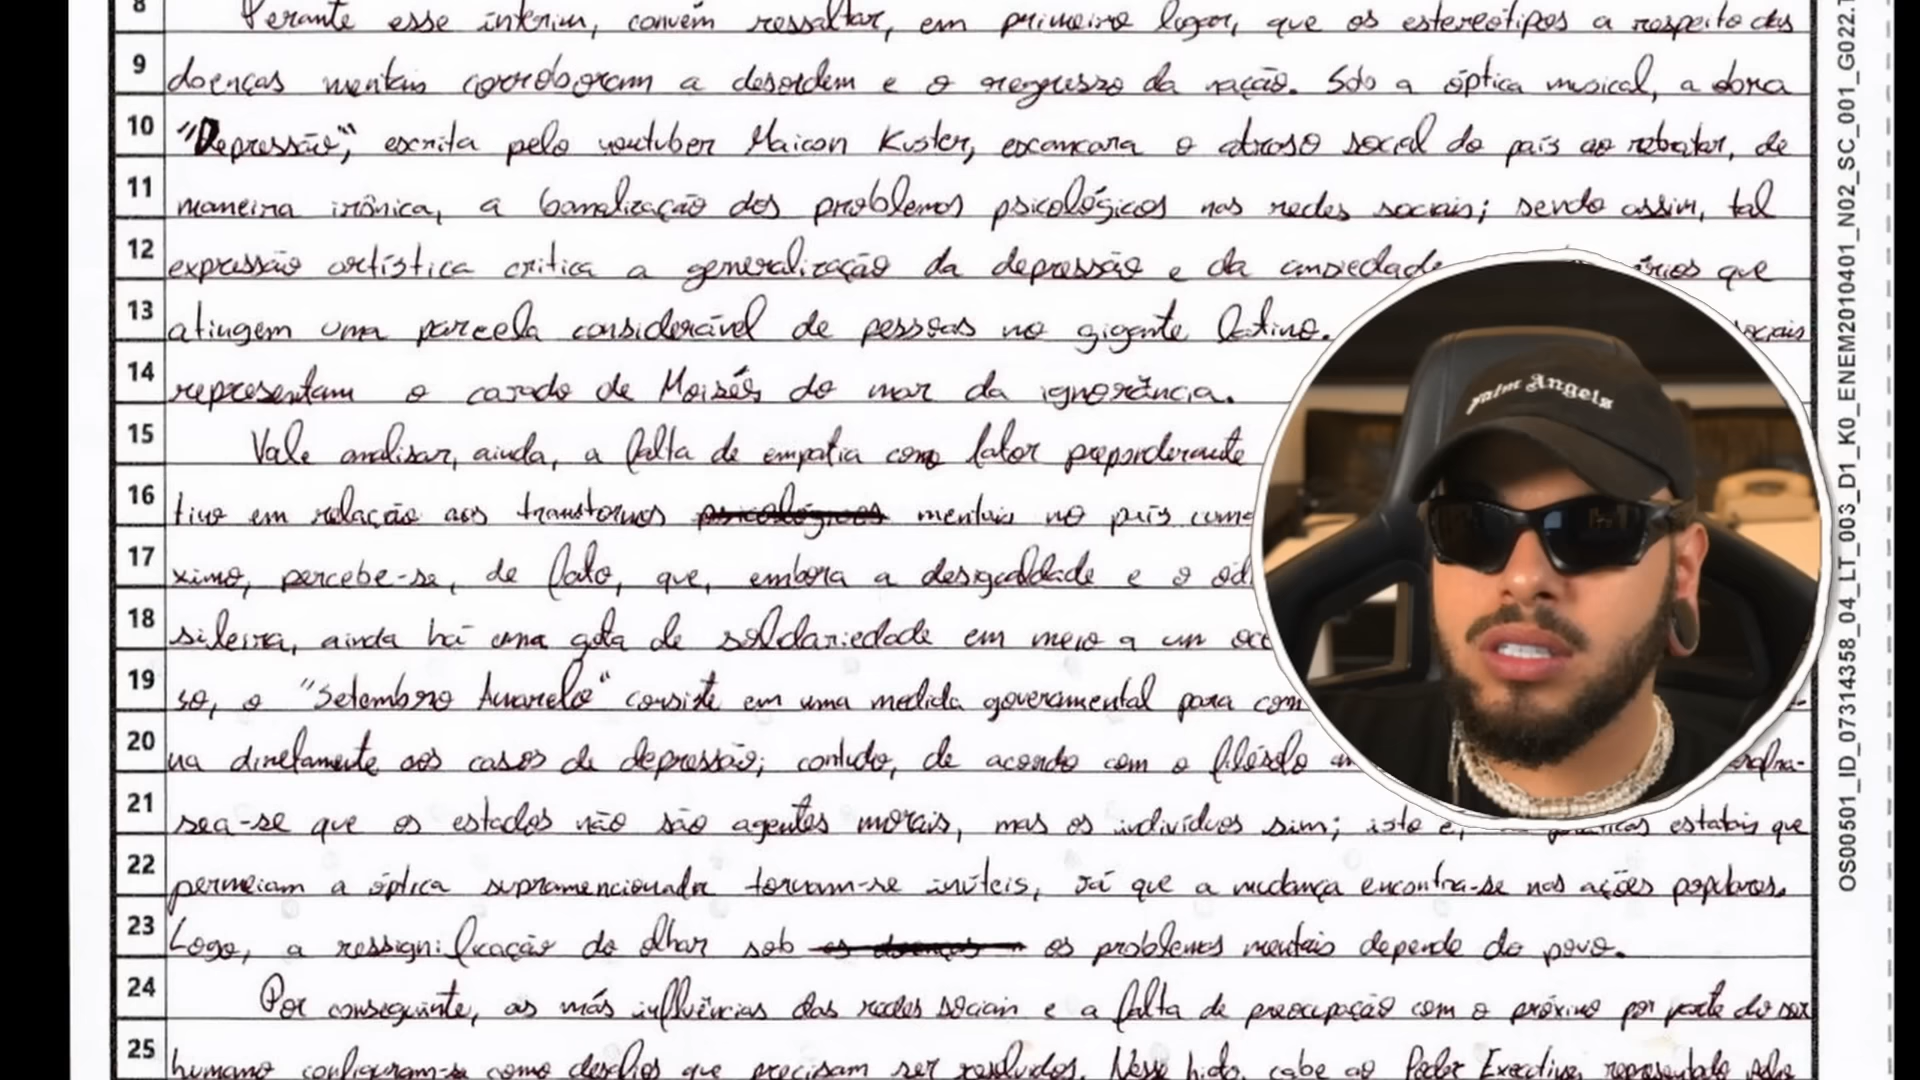 8 Perante esse ínterim, convém ressaltar, em primeiro lugar, que os estereótipos a respeito das
9 doenças mentais corroboram a desordem e o regresso da nação. Sob a óptica musical, a obra
10 "Depressão", escrita pelo youtuber Maicon Kuster, escancara o atraso social do país ao rebater, de
11 maneira irônica, a banalização dos problemas psicológicos nas redes sociais; sendo assim, tal
12 expressão artística critica a generalização da depressão e da ansiedade que
13 atingem uma parcela considerável de pessoas no gigante latino. sociais
14 representam o cajado de Moisés do mar da ignorância.
15 Vale analisar, ainda, a falta de empatia como fator preponderante
16 tivo em relação aos transtornos psicológicos mentais no país
17 ximo, percebe-se, de fato, que, embora a desigualdade e o
18 sileira, ainda há uma gota de solidariedade em meio a um
19 so, o "Setembro Amarelo" consiste em uma medida governamental para
20 na diretamente aos casos de depressão; contudo, de acordo com o filósofo
21 sea-se que os estados não são agentes morais, mas os indivíduos sim; isto é, estatais que
22 permeiam a óptica supramencionada tornam-se inúteis, já que a mudança encontra-se nas ações populares.
23 Logo, a ressignificação do olhar sob os doenças os problemas mentais depende do povo.
24 Por conseguinte, as más influências das redes sociais e a falta de preocupação com o próximo por parte do ser
25 humano configuram-se como desafios que precisam ser resolvidos. Nesse cabe ao Poder Executivo, representado pelo
Palm Angels
OS00501_ID_07314358_04_LT_003_D1_K0_ENEM2010401_N02_SC_001_G022.